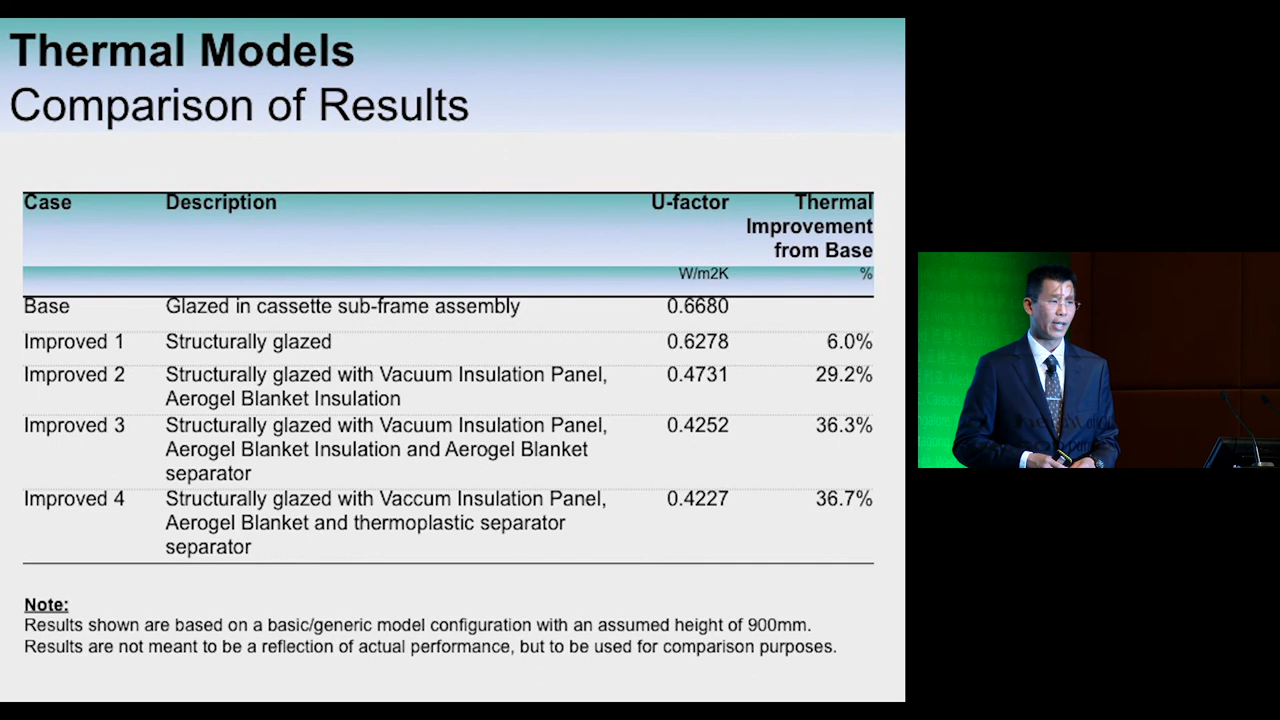 Thermal Models
Comparison of Results
Case Description U-factor Thermal
Improvement
from Base
W/m2K %
Base Glazed in cassette sub-frame assembly 0.6680
Improved 1 Structurally glazed 0.6278 6.0%
Improved 2 Structurally glazed with Vacuum Insulation Panel, 0.4731 29.2%
Aerogel Blanket Insulation
Improved 3 Structurally glazed with Vacuum Insulation Panel, 0.4252 36.3%
Aerogel Blanket Insulation and Aerogel Blanket
separator
Improved 4 Structurally glazed with Vaccum Insulation Panel, 0.4227 36.7%
Aerogel Blanket and thermoplastic separator
separator
Note:
Results shown are based on a basic/generic model configuration with an assumed height of 900mm.
Results are not meant to be a reflection of actual performance, but to be used for comparison purposes.